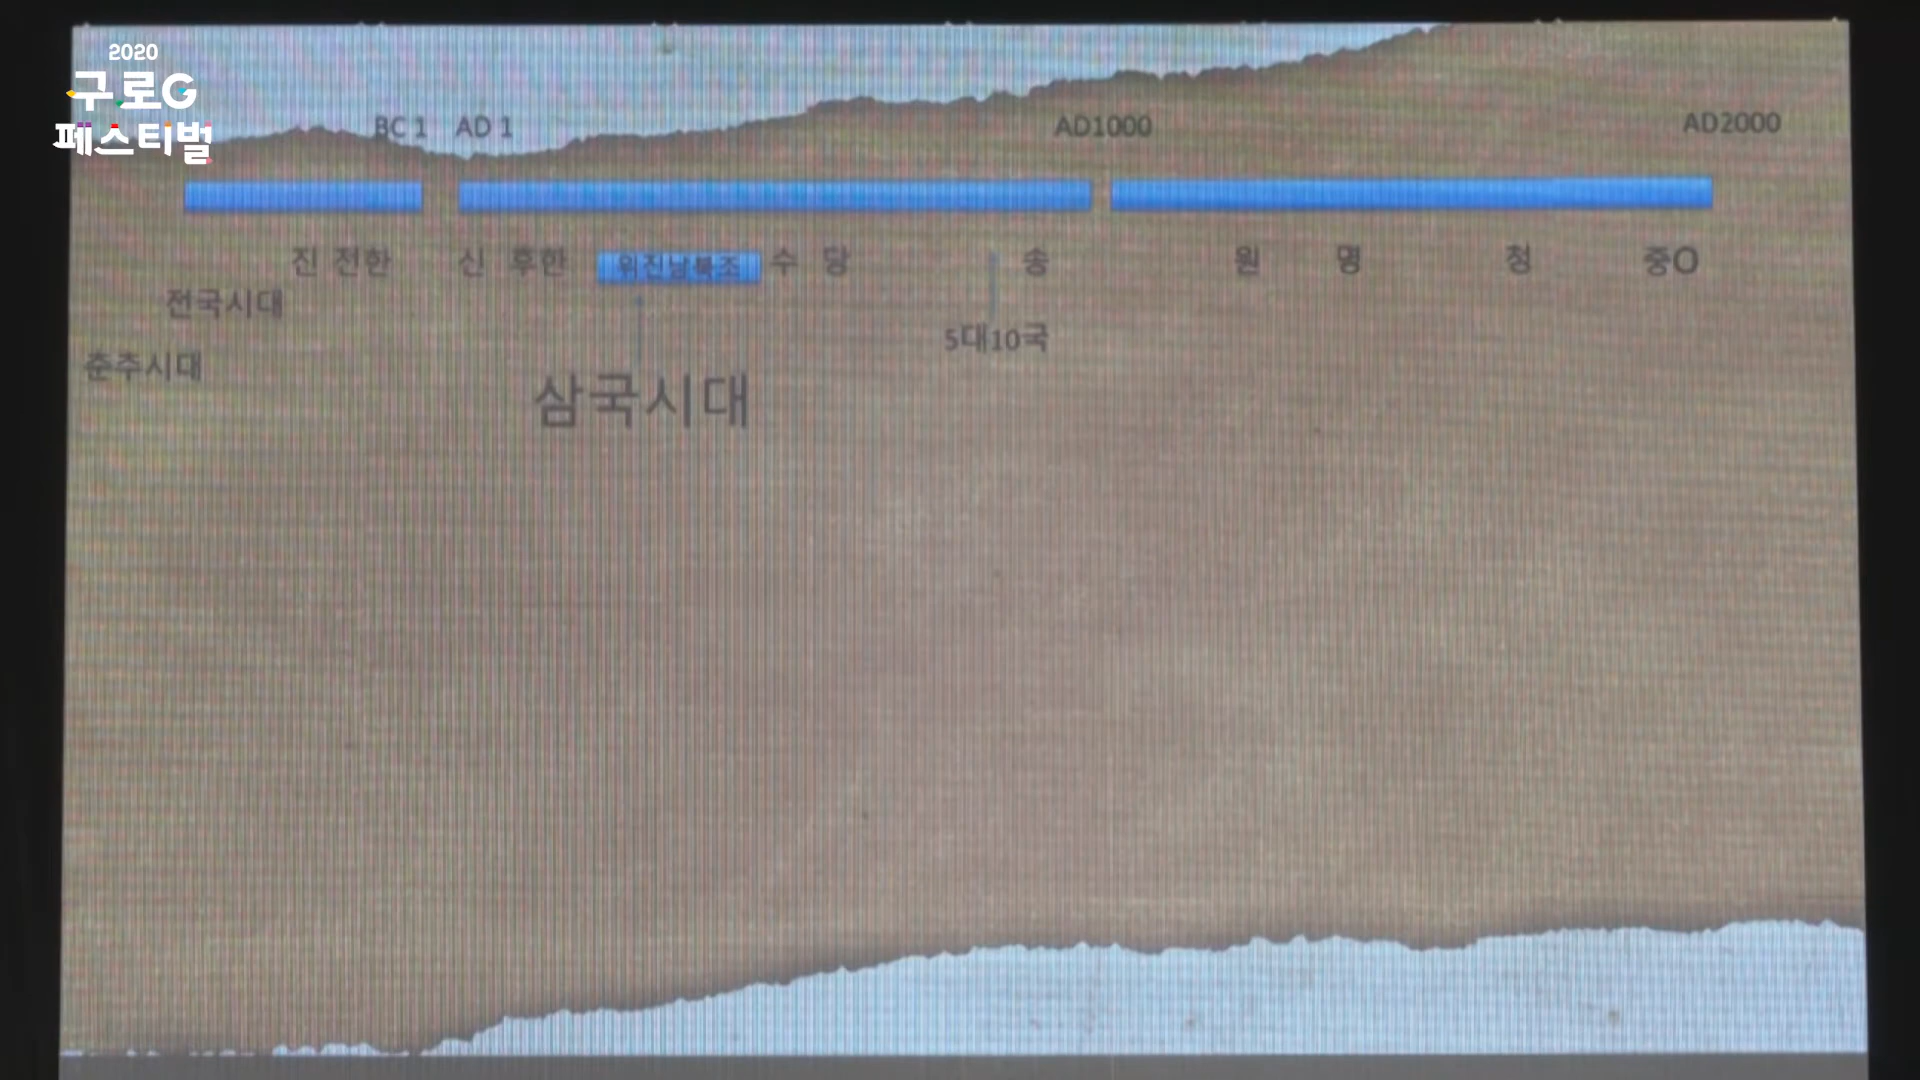 2020
구로G
페스티벌
BC 1 AD 1 AD1000 AD2000
진 전한 신 후한 위진남북조 수 당 송 원 명 청 중O
전국시대
5대10국
춘추시대
삼국시대